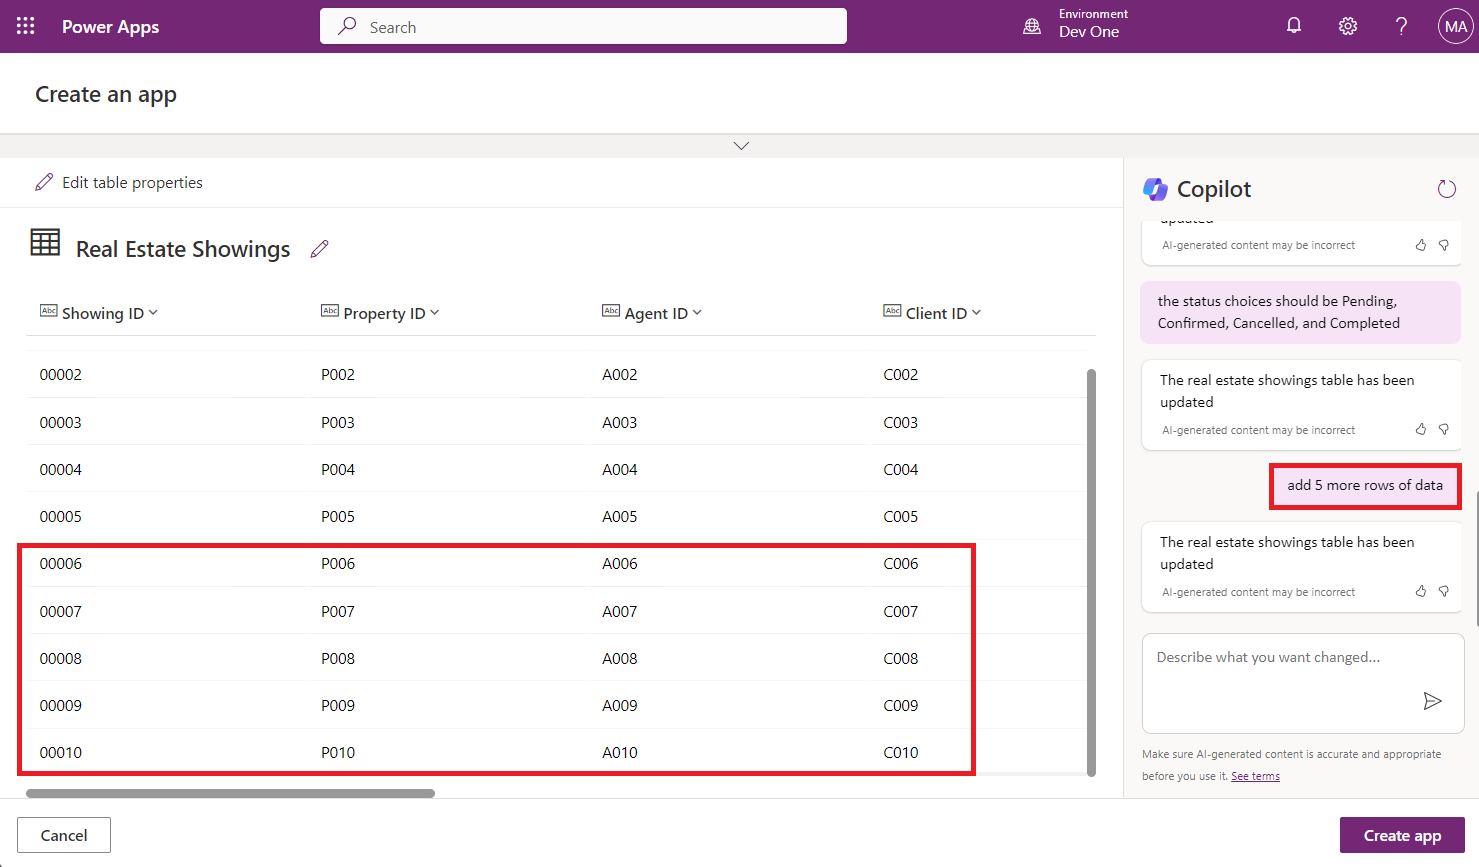 Power Apps
Search
Environment
Dev One
MA
Create an app
Edit table properties
Real Estate Showings
Abc Showing ID
Abc Property ID
Abc Agent ID
Abc Client ID
00002 P002 A002 C002
00003 P003 A003 C003
00004 P004 A004 C004
00005 P005 A005 C005
00006 P006 A006 C006
00007 P007 A007 C007
00008 P008 A008 C008
00009 P009 A009 C009
00010 P010 A010 C010
Copilot
updated
AI-generated content may be incorrect
the status choices should be Pending,
Confirmed, Cancelled, and Completed
The real estate showings table has been
updated
AI-generated content may be incorrect
add 5 more rows of data
The real estate showings table has been
updated
AI-generated content may be incorrect
Describe what you want changed...
Make sure AI-generated content is accurate and appropriate
before you use it. See terms
Cancel
Create app